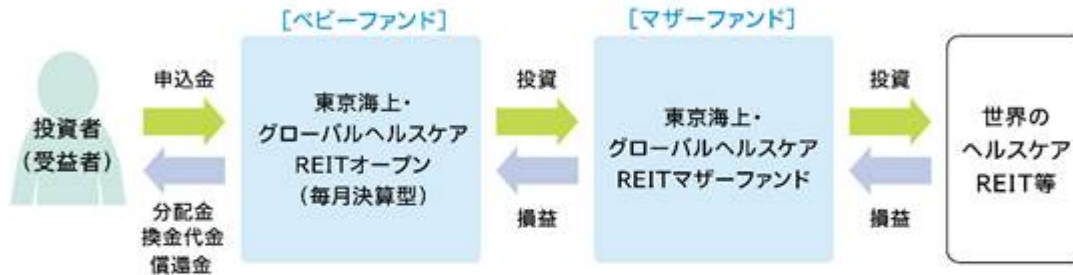 [ベビーファンド]
[マザーファンド]
投資者
(受益者)
申込金
分配金
換金代金
償還金
東京海上・
グローバルヘルスケア
REITオープン
(毎月決算型)
投資
損益
東京海上・
グローバルヘルスケア
REITマザーファンド
投資
損益
世界の
ヘルスケア
REIT等